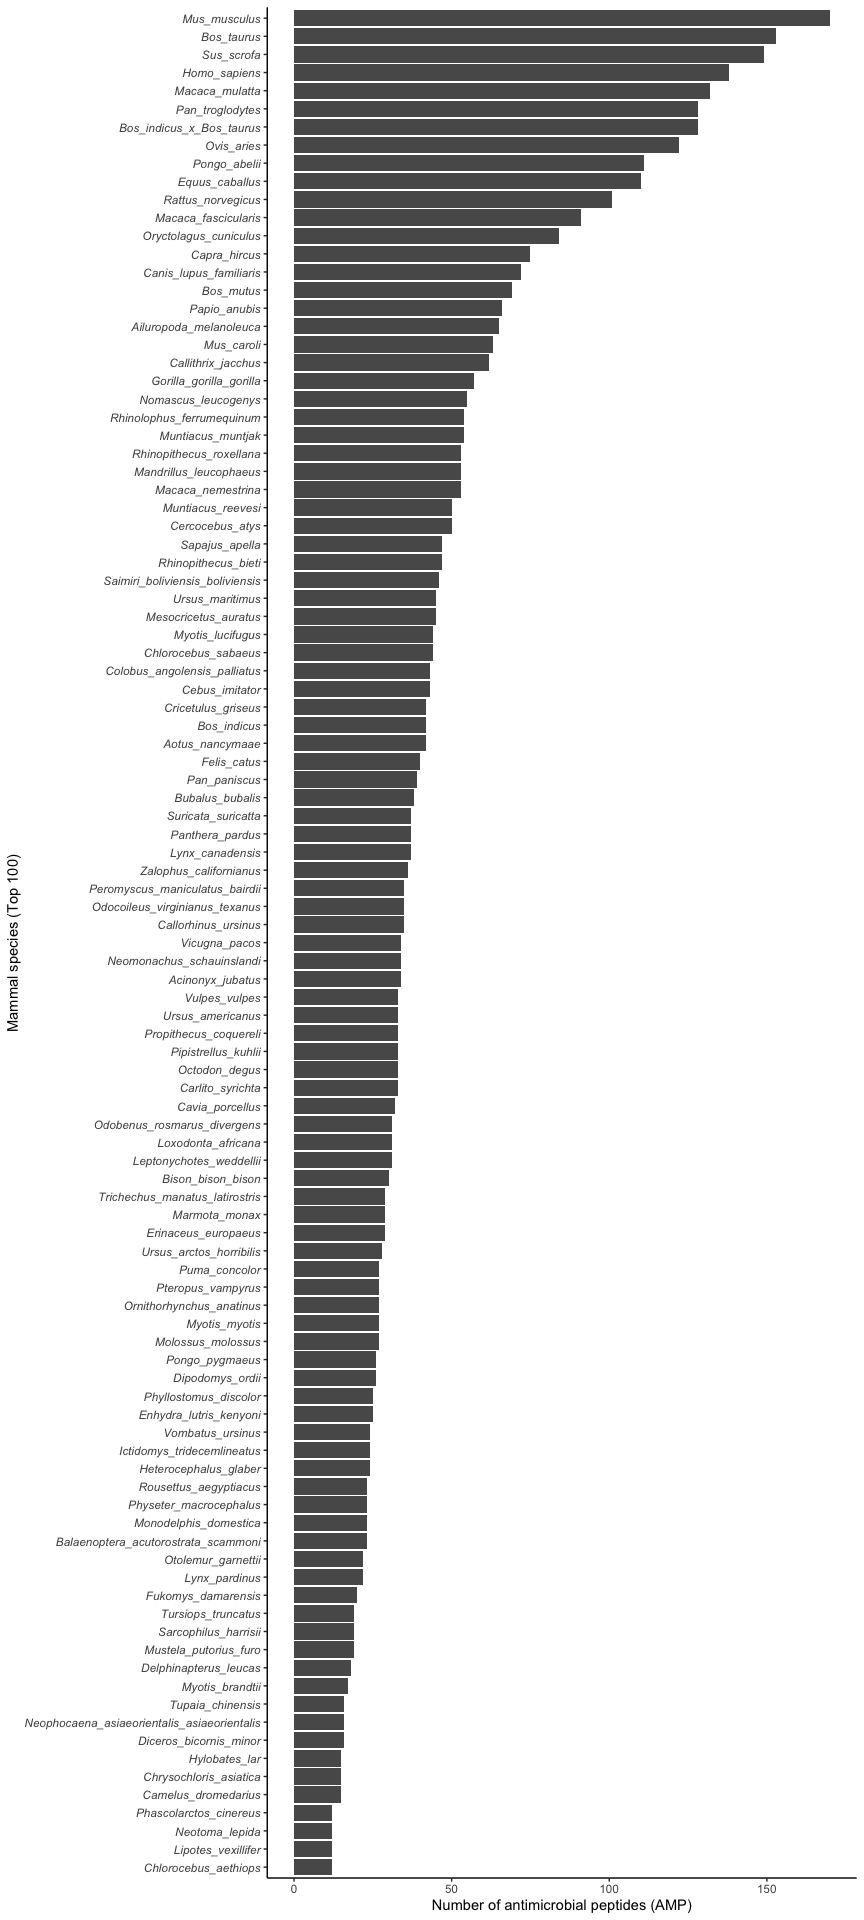 Mus_musculus
Bos_taurus
Sus_scrofa
Homo_sapiens
Macaca_mulatta
Pan_troglodytes
Bos_indicus_x_Bos_taurus
Ovis_aries
Pongo_abelii
Equus_caballus
Rattus_norvegicus
Macaca_fascicularis
Oryctolagus_cuniculus
Capra_hircus
Canis_lupus_familiaris
Bos_mutus
Papio_anubis
Ailuropoda_melanoleuca
Mus_caroli
Callithrix_jacchus
Gorilla_gorilla_gorilla
Nomascus_leucogenys
Rhinolophus_ferrumequinum
Muntiacus_muntjak
Rhinopithecus_roxellana
Mandrillus_leucophaeus
Macaca_nemestrina
Muntiacus_reevesi
Cercocebus_atys
Sapajus_apella
Rhinopithecus_bieti
Saimiri_boliviensis_boliviensis
Ursus_maritimus
Mesocricetus_auratus
Myotis_lucifugus
Chlorocebus_sabaeus
Colobus_angolensis_palliatus
Cebus_imitator
Cricetulus_griseus
Bos_indicus
Aotus_nancymaae
Felis_catus
Pan_paniscus
Bubalus_bubalis
Suricata_suricatta
Panthera_pardus
Lynx_canadensis
Zalophus_californianus
Peromyscus_maniculatus_bairdii
Odocoileus_virginianus_texanus
Callorhinus_ursinus
Vicugna_pacos
Neomonachus_schauinslandi
Acinonyx_jubatus
Vulpes_vulpes
Ursus_americanus
Propithecus_coquereli
Pipistrellus_kuhlii
Octodon_degus
Carlito_syrichta
Cavia_porcellus
Odobenus_rosmarus_divergens
Loxodonta_africana
Leptonychotes_weddellii
Bison_bison_bison
Trichechus_manatus_latirostris
Marmota_monax
Erinaceus_europaeus
Ursus_arctos_horribilis
Puma_concolor
Pteropus_vampyrus
Ornithorhynchus_anatinus
Myotis_myotis
Molossus_molossus
Pongo_pygmaeus
Dipodomys_ordii
Phyllostomus_discolor
Enhydra_lutris_kenyoni
Vombatus_ursinus
Ictidomys_tridecemlineatus
Heterocephalus_glaber
Rousettus_aegyptiacus
Physeter_macrocephalus
Monodelphis_domestica
Balaenoptera_acutorostrata_scammoni
Otolemur_garnettii
Lynx_pardinus
Fukomys_damarensis
Tursiops_truncatus
Sarcophilus_harrisii
Mustela_putorius_furo
Delphinapterus_leucas
Myotis_brandtii
Tupaia_chinensis
Neophocaena_asiaeorientalis_asiaeorientalis
Diceros_bicornis_minor
Hylobates_lar
Chrysochloris_asiatica
Camelus_dromedarius
Phascolarctos_cinereus
Neotoma_lepida
Lipotes_vexillifer
Chlorocebus_aethiops
Mammal species (Top 100)
0 50 100 150
Number of antimicrobial peptides (AMP)